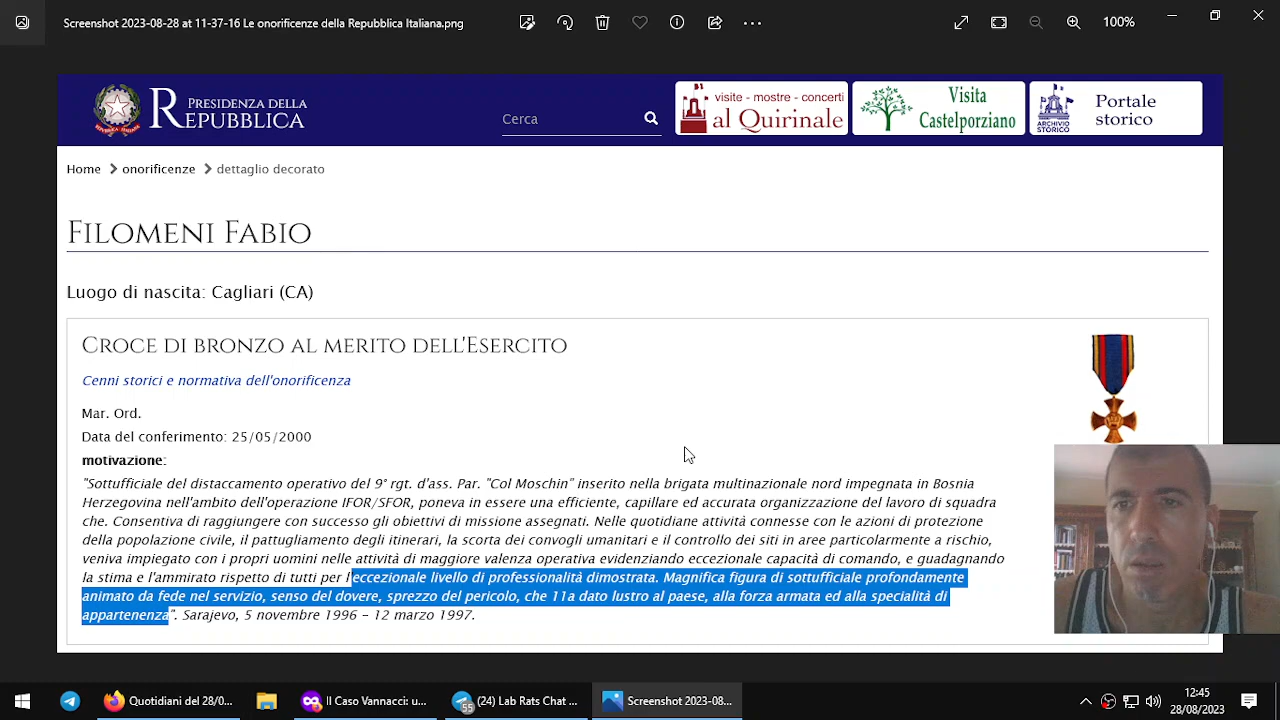 Screenshot 2023-08-28 at 11-37-16 Le onorificenze della Repubblica Italiana.png
100%
PRESIDENZA DELLA
REPUBBLICA
Cerca
visite - mostre - concerti
al Quirinale
Visita
Castelporziano
ARCHIVIO
STORICO
Portale
storico
Home > onorificenze > dettaglio decorato
FILOMENI FABIO
Luogo di nascita: Cagliari (CA)
CROCE DI BRONZO AL MERITO DELL'ESERCITO
Cenni storici e normativa dell'onorificenza
Mar. Ord.
Data del conferimento: 25/05/2000
motivazione:
"Sottufficiale del distaccamento operativo del 9° rgt. d'ass. Par. "Col Moschin" inserito nella brigata multinazionale nord impegnata in Bosnia
Herzegovina nell'ambito dell'operazione IFOR/SFOR, poneva in essere una efficiente, capillare ed accurata organizzazione del lavoro di squadra
che. Consentiva di raggiungere con successo gli obiettivi di missione assegnati. Nelle quotidiane attività connesse con le azioni di protezione
della popolazione civile, il pattugliamento degli itinerari, la scorta dei convogli umanitari e il controllo dei siti in aree particolarmente a rischio,
veniva impiegato con i propri uomini nelle attività di maggiore valenza operativa evidenziando eccezionale capacità di comando, e guadagnando
la stima e l'ammirato rispetto di tutti per l'eccezionale livello di professionalità dimostrata. Magnifica figura di sottufficiale profondamente
animato da fede nel servizio, senso del dovere, sprezzo del pericolo, che 11a dato lustro al paese, alla forza armata ed alla specialità di
appartenenza". Sarajevo, 5 novembre 1996 - 12 marzo 1997.
Quotidiani del 28/0...
Il Caso Vannacci: u...
55
(24) Lab Rats Chat ...
Screenshot 2023-08...
12:45
28/08/2023